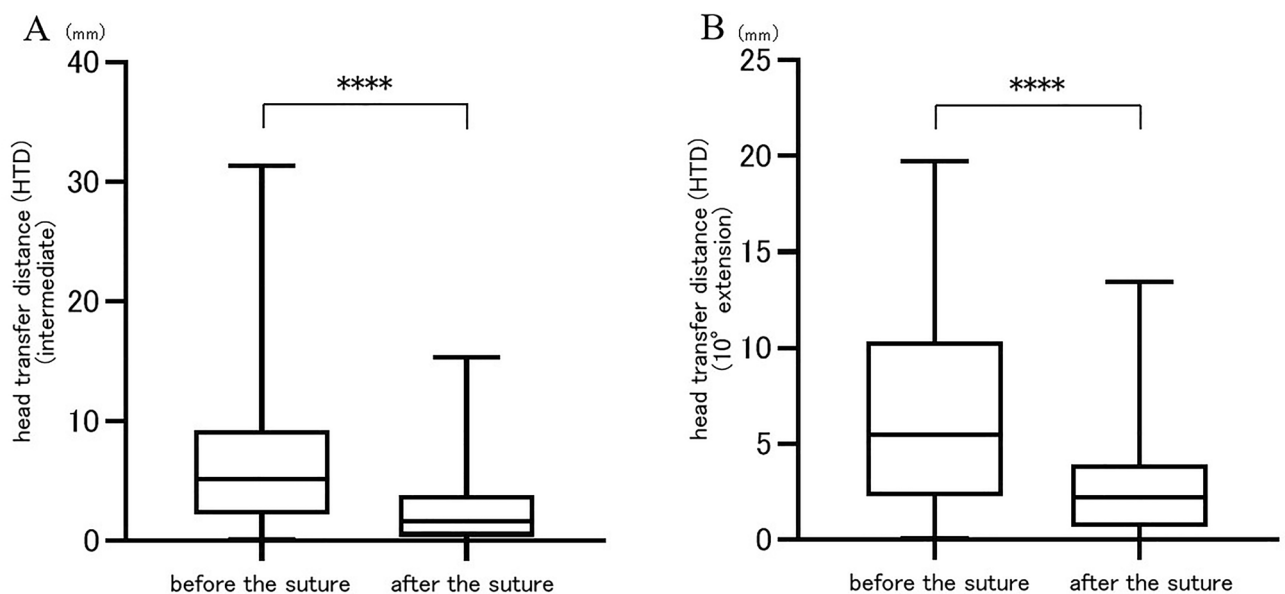 A (mm)
40
30
20
10
0
head transfer distance (HTD)
(intermediate)
****
before the suture
after the suture
B (mm)
25
20
15
10
5
0
head transfer distance (HTD)
(10° extension)
****
before the suture
after the suture